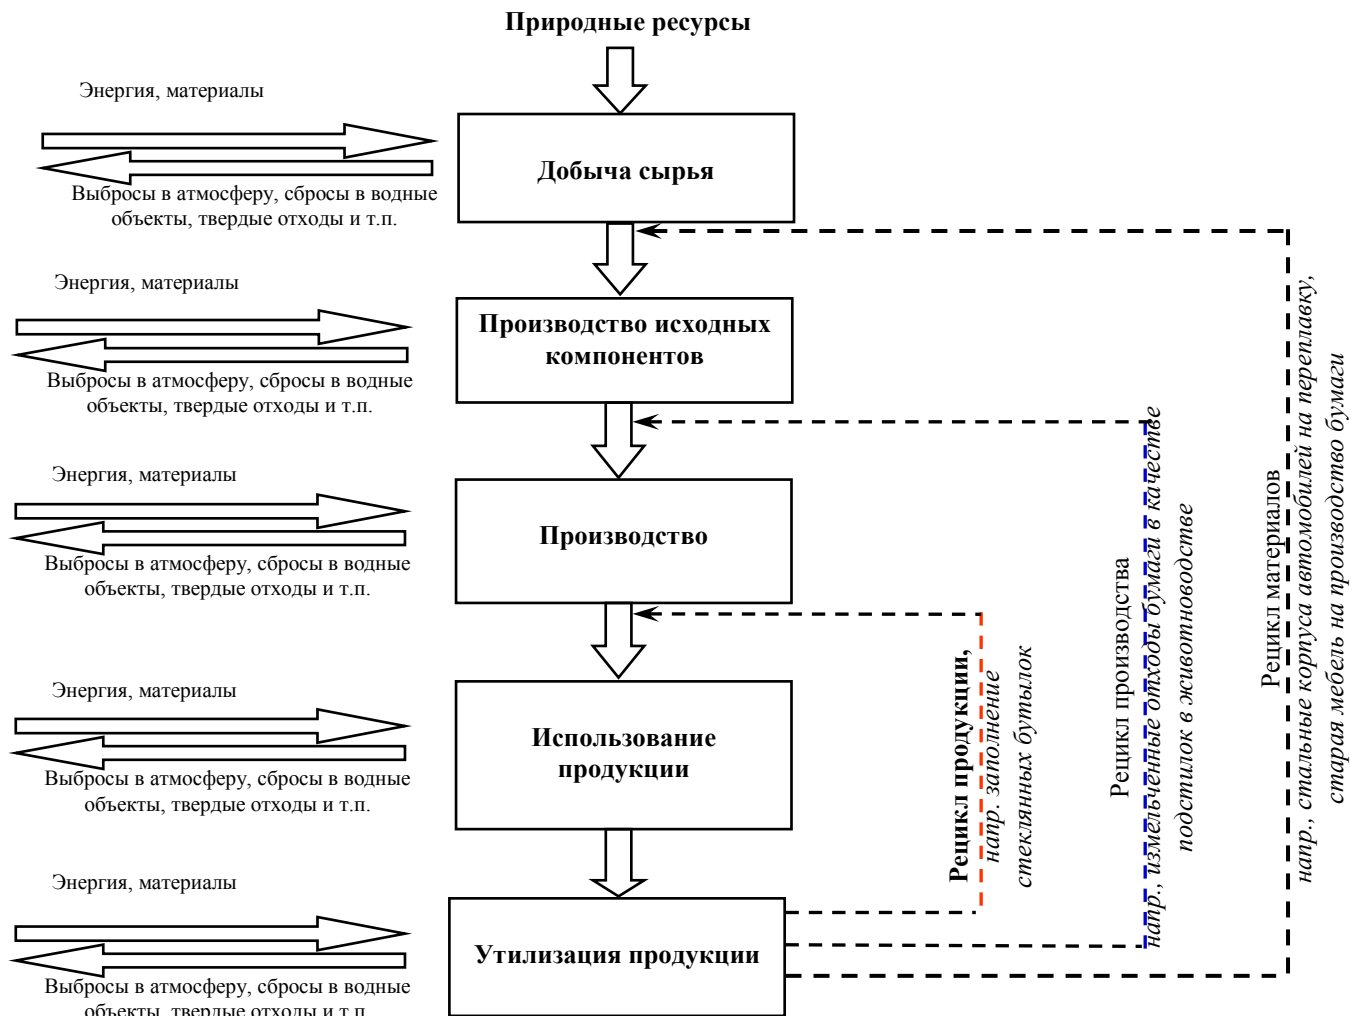 Природные ресурсы
Энергия, материалы
Добыча сырья
Выбросы в атмосферу, сбросы в водные
объекты, твердые отходы и т.п.
Энергия, материалы
Производство исходных
компонентов
Выбросы в атмосферу, сбросы в водные
объекты, твердые отходы и т.п.
Энергия, материалы
Производство
Выбросы в атмосферу, сбросы в водные
объекты, твердые отходы и т.п.
Энергия, материалы
Использование
продукции
Выбросы в атмосферу, сбросы в водные
объекты, твердые отходы и т.п.
Энергия, материалы
Утилизация продукции
Выбросы в атмосферу, сбросы в водные
объекты, твердые отходы и т.п.
Рецикл продукции,
напр. заполнение
стеклянных бутылок
Рецикл производства
напр., измельченные отходы бумаги в качестве
подстилок в животноводстве
Рецикл материалов
напр., стальные корпуса автомобилей на переплавку,
старая мебель на производство бумаги